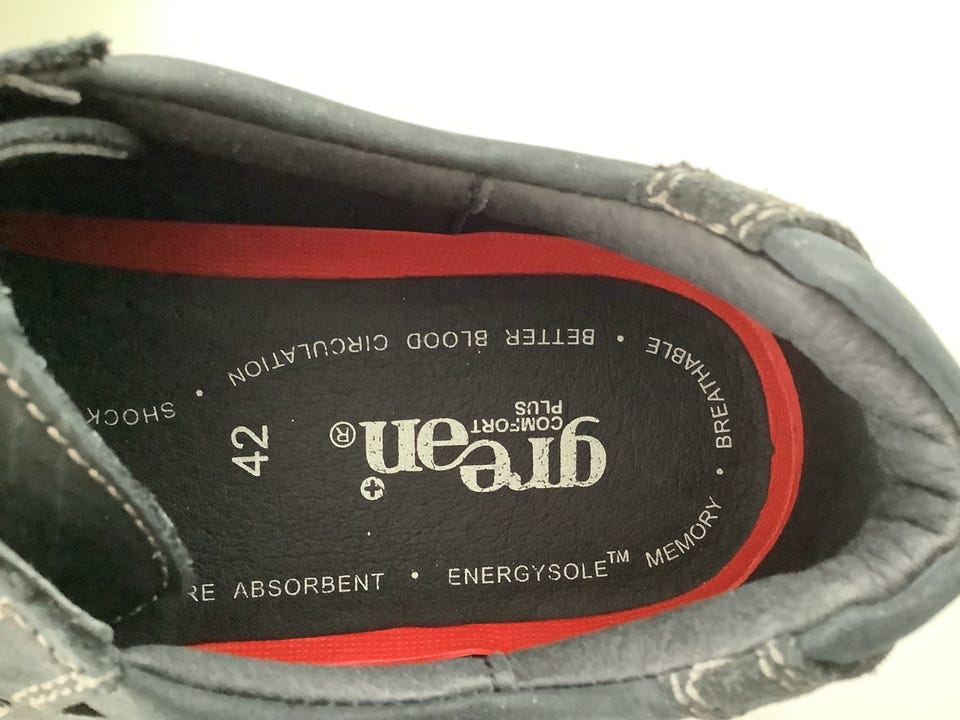 green®
COMFORT
PLUS
42
RE ABSORBENT • ENERGYSOLE™ MEMORY • BREATHABLE • BETTER BLOOD CIRCULATION • SHOCK